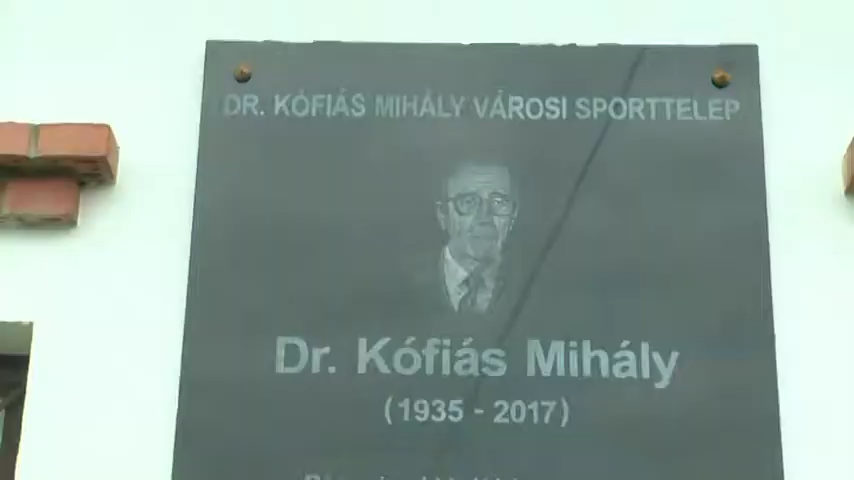 DR. KÓFIÁS MIHÁLY VÁROSI SPORTTELEP
Dr. Kófiás Mihály
(1935 - 2017)